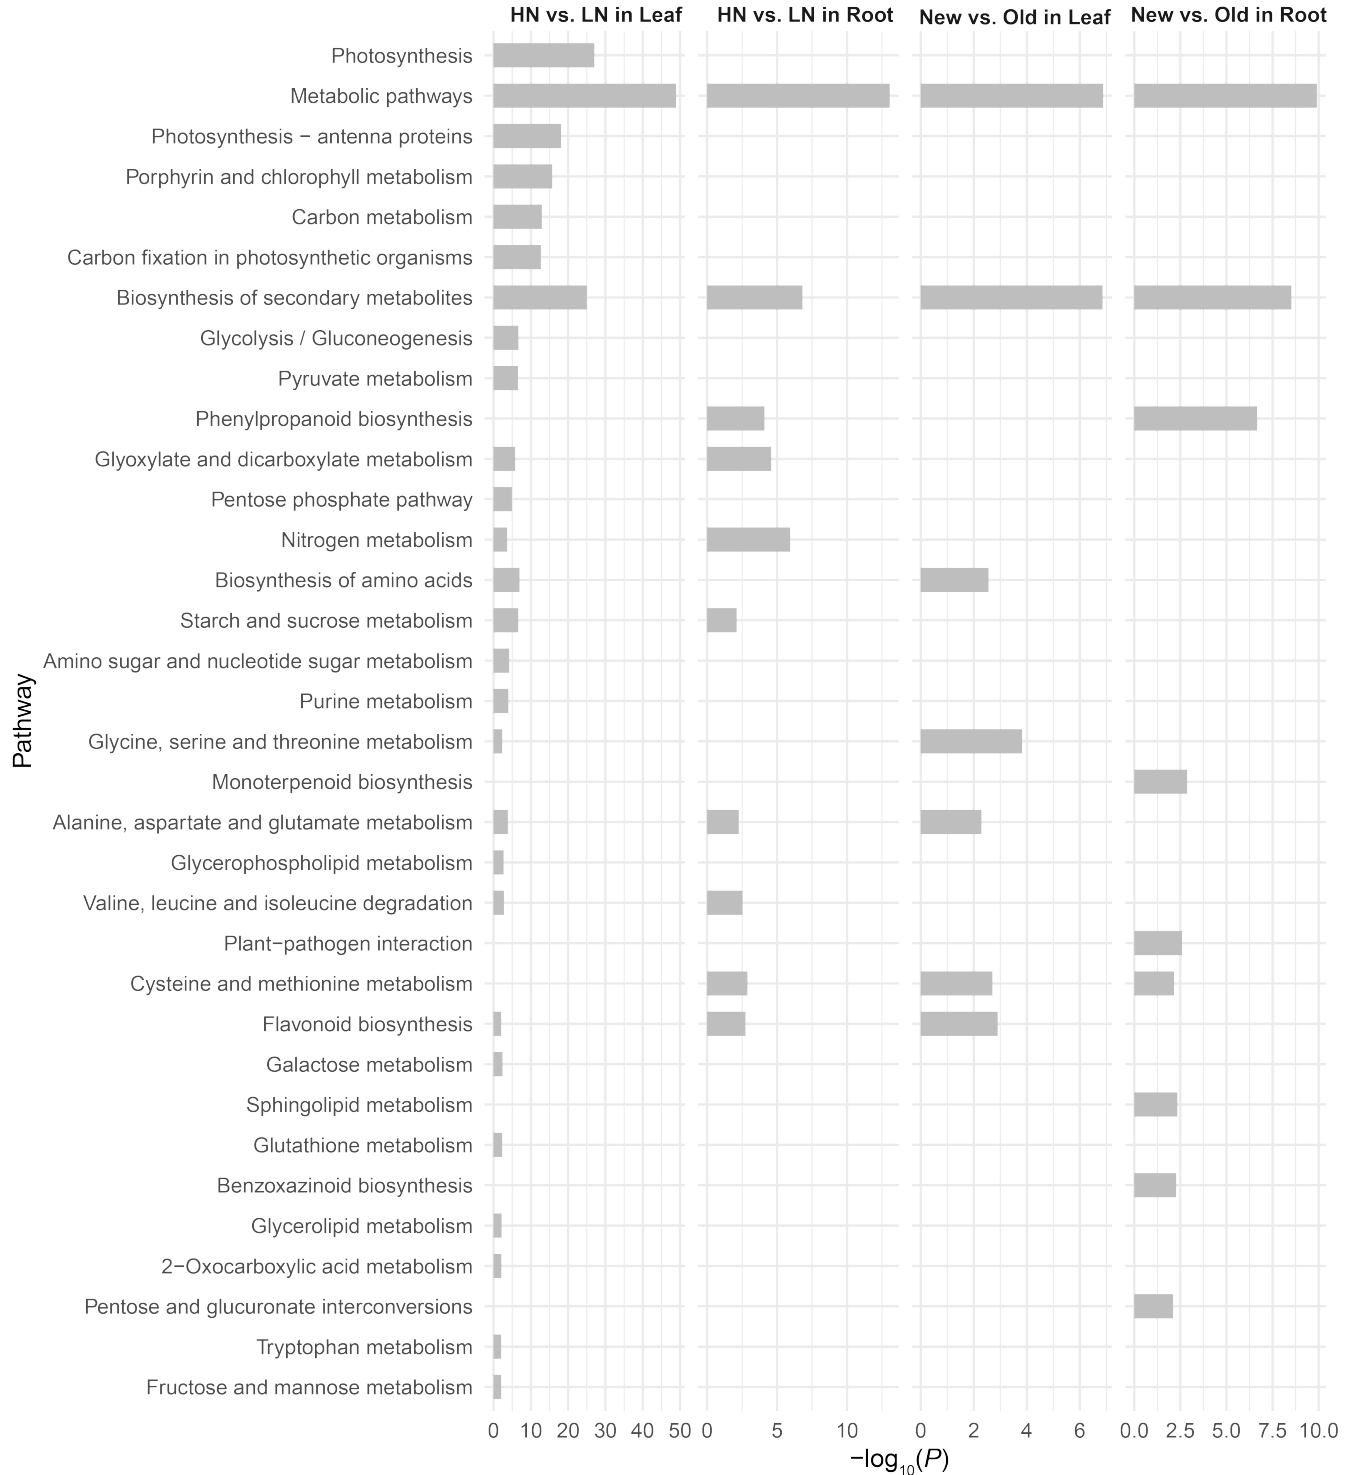 HN vs. LN in Leaf HN vs. LN in Root New vs. Old in Leaf New vs. Old in Root
Photosynthesis
Metabolic pathways
Photosynthesis − antenna proteins
Porphyrin and chlorophyll metabolism
Carbon metabolism
Carbon fixation in photosynthetic organisms
Biosynthesis of secondary metabolites
Glycolysis / Gluconeogenesis
Pyruvate metabolism
Phenylpropanoid biosynthesis
Glyoxylate and dicarboxylate metabolism
Pentose phosphate pathway
Nitrogen metabolism
Biosynthesis of amino acids
Starch and sucrose metabolism
Amino sugar and nucleotide sugar metabolism
Purine metabolism
Glycine, serine and threonine metabolism
Monoterpenoid biosynthesis
Alanine, aspartate and glutamate metabolism
Glycerophospholipid metabolism
Valine, leucine and isoleucine degradation
Plant−pathogen interaction
Cysteine and methionine metabolism
Flavonoid biosynthesis
Galactose metabolism
Sphingolipid metabolism
Glutathione metabolism
Benzoxazinoid biosynthesis
Glycerolipid metabolism
2−Oxocarboxylic acid metabolism
Pentose and glucuronate interconversions
Tryptophan metabolism
Fructose and mannose metabolism
Pathway
0 10 20 30 40 50 0 5 10 0 2 4 6 0.0 2.5 5.0 7.5 10.0
−log₁₀(P)